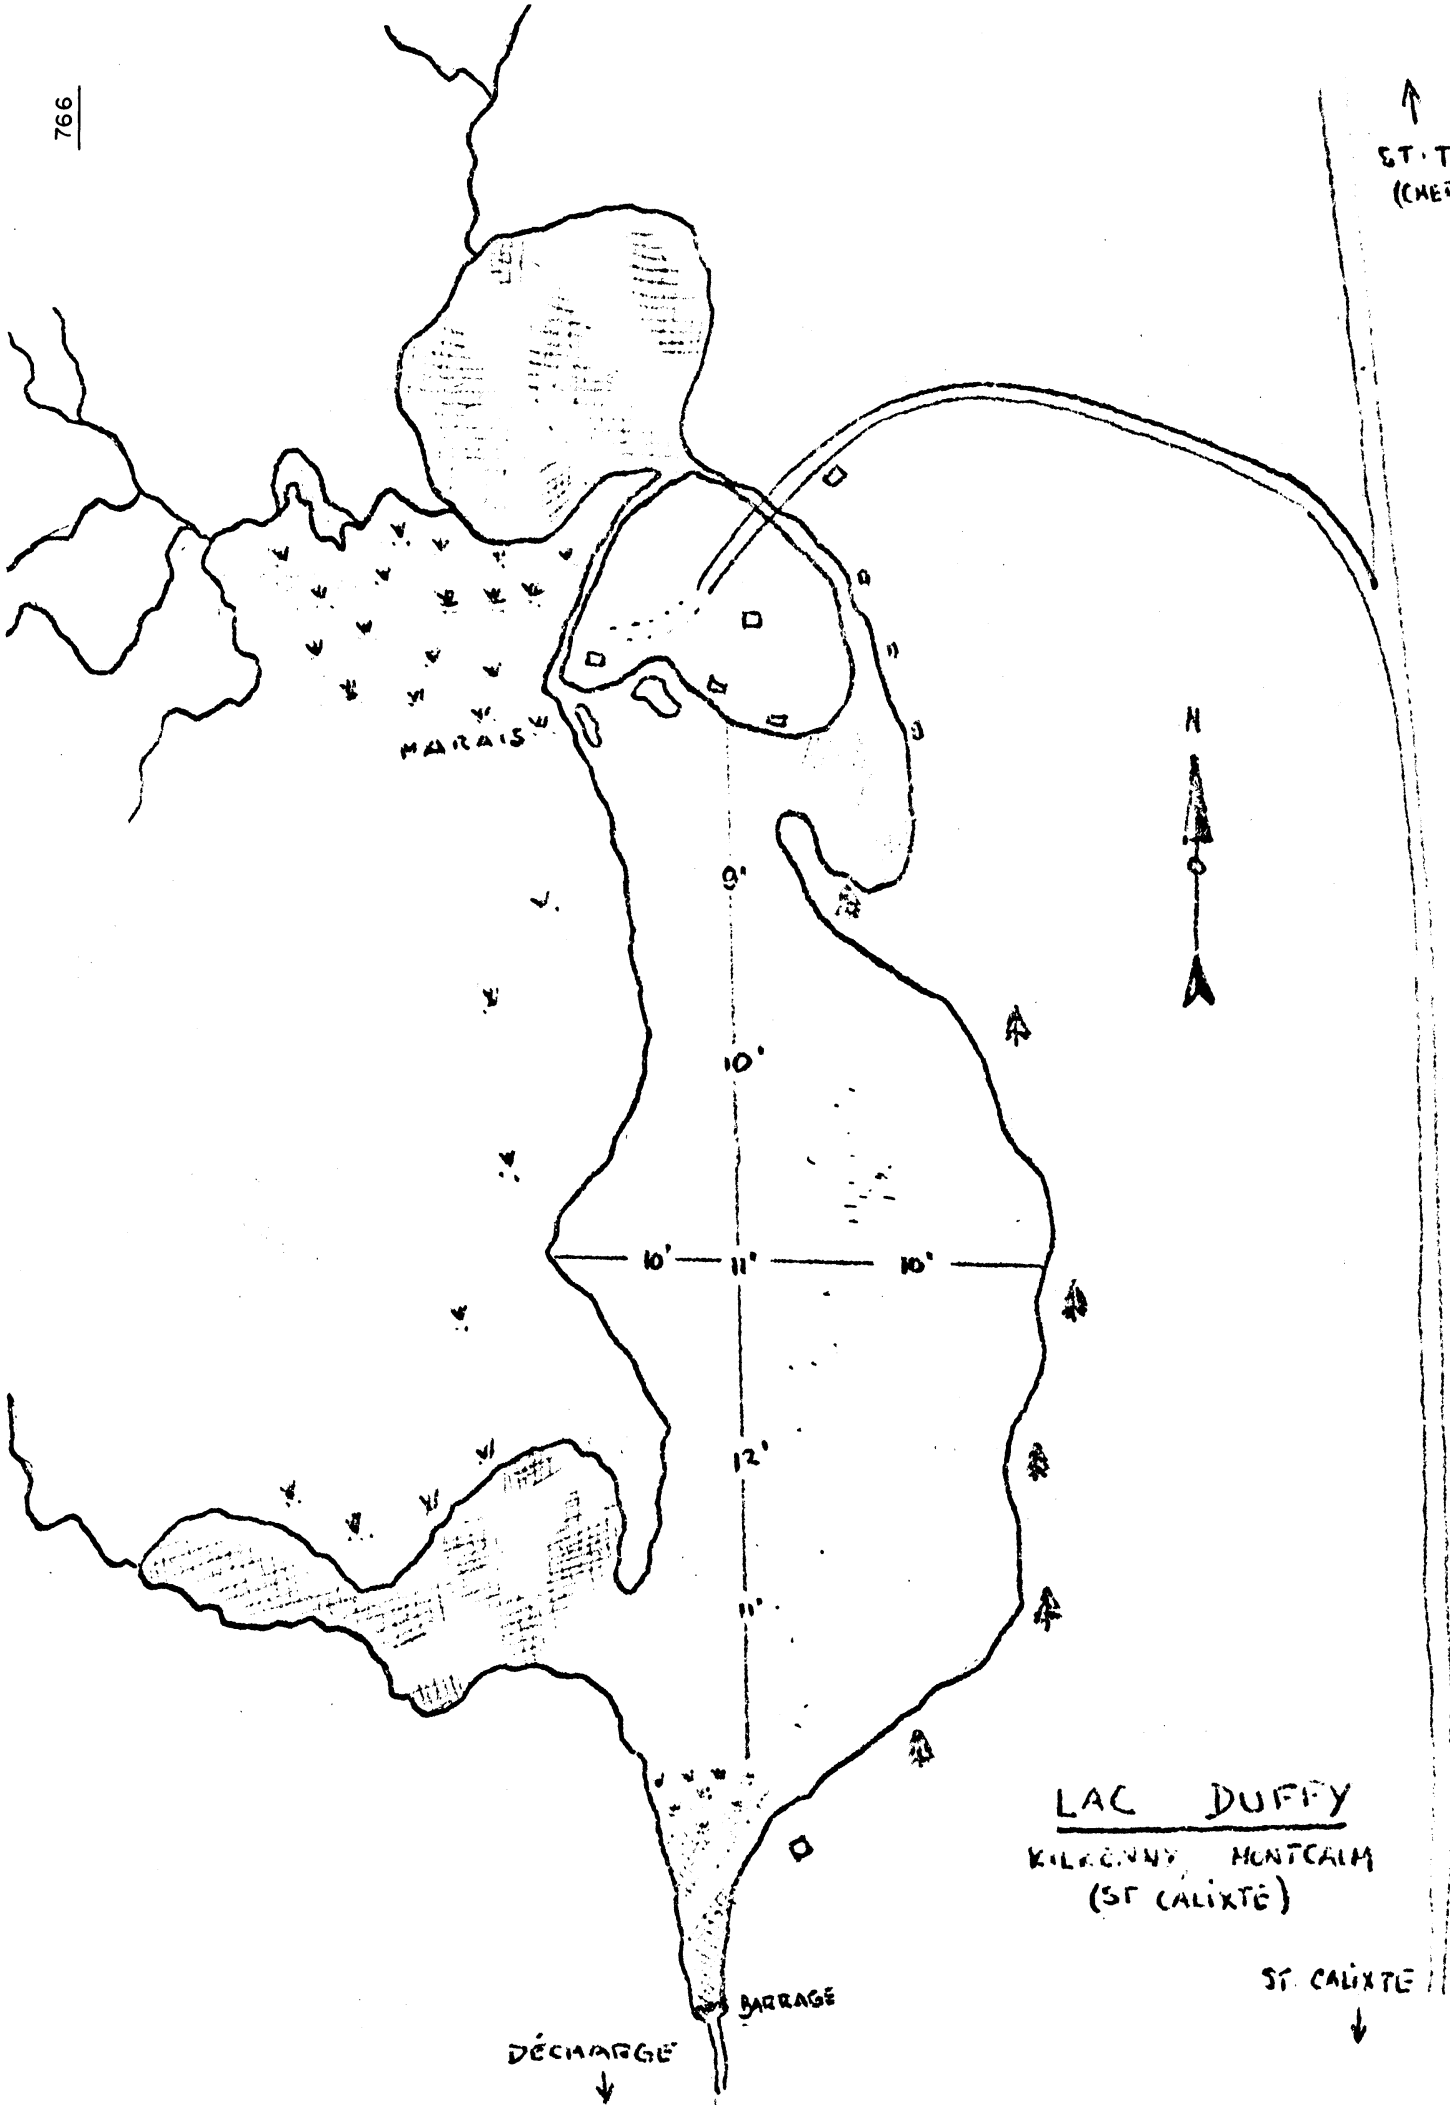 766
↑
ST. T
(CHE
MARAIS
N
9'
10'
10' 11' 10'
12'
11'
LAC DUFFY
KILKENNY, MONTCALM
(ST CALIXTE)
ST. CALIXTE
↓
BARRAGE
DÉCHARGE
↓